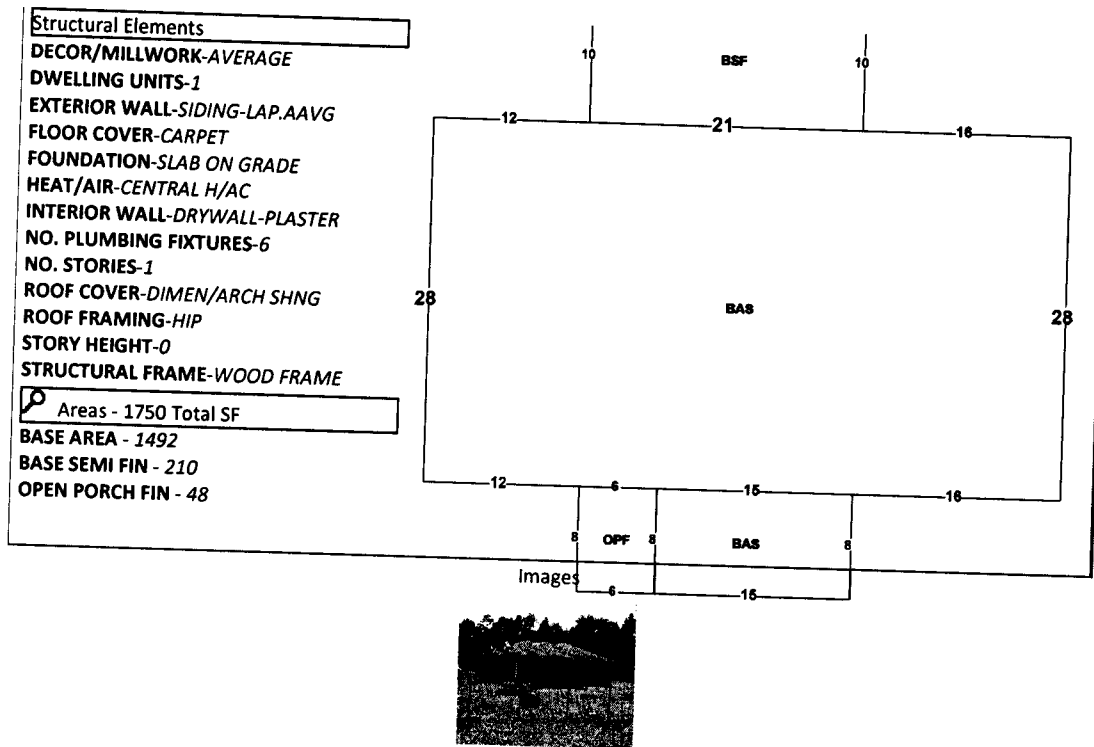 Structural Elements
DECOR/MILLWORK-AVERAGE
DWELLING UNITS-1
EXTERIOR WALL-SIDING-LAP.AAVG
FLOOR COVER-CARPET
FOUNDATION-SLAB ON GRADE
HEAT/AIR-CENTRAL H/AC
INTERIOR WALL-DRYWALL-PLASTER
NO. PLUMBING FIXTURES-6
NO. STORIES-1
ROOF COVER-DIMEN/ARCH SHNG
ROOF FRAMING-HIP
STORY HEIGHT-0
STRUCTURAL FRAME-WOOD FRAME
Areas - 1750 Total SF
BASE AREA - 1492
BASE SEMI FIN - 210
OPEN PORCH FIN - 48
10 BSF 10
12 21 16
28 BAS 28
12 6 15 16
8 OPF 8 BAS 8
6 15
Images